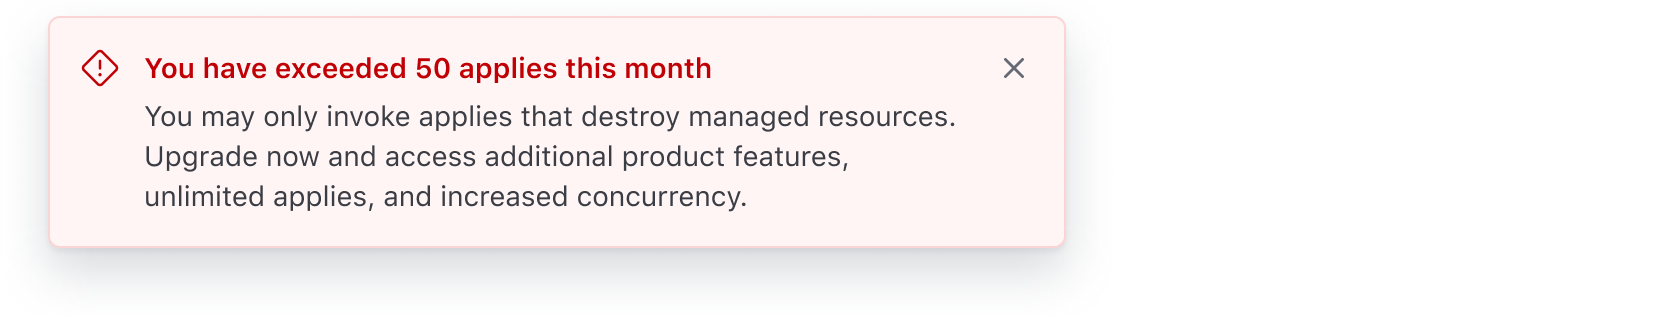 You have exceeded 50 applies this month
You may only invoke applies that destroy managed resources.
Upgrade now and access additional product features,
unlimited applies, and increased concurrency.